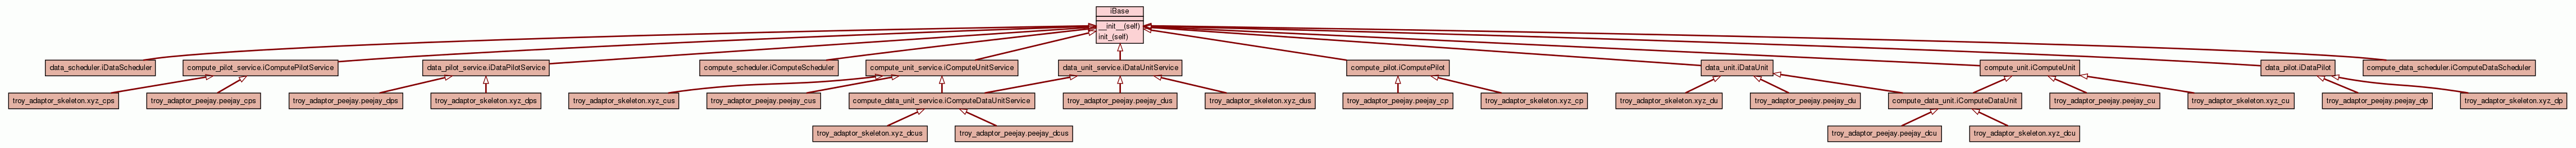 iBase
__init__(self)
init_(self)
data_scheduler.iDataScheduler
compute_pilot_service.iComputePilotService
data_pilot_service.iDataPilotService
compute_scheduler.iComputeScheduler
compute_unit_service.iComputeUnitService
data_unit_service.iDataUnitService
compute_pilot.iComputePilot
data_unit.iDataUnit
compute_unit.iComputeUnit
data_pilot.iDataPilot
compute_data_scheduler.iComputeDataScheduler
troy_adaptor_skeleton.xyz_cps
troy_adaptor_peejay.peejay_cps
troy_adaptor_peejay.peejay_dps
troy_adaptor_skeleton.xyz_dps
troy_adaptor_skeleton.xyz_cus
troy_adaptor_peejay.peejay_cus
compute_data_unit_service.iComputeDataUnitService
troy_adaptor_peejay.peejay_dus
troy_adaptor_skeleton.xyz_dus
troy_adaptor_peejay.peejay_cp
troy_adaptor_skeleton.xyz_cp
troy_adaptor_skeleton.xyz_du
troy_adaptor_peejay.peejay_du
compute_data_unit.iComputeDataUnit
troy_adaptor_peejay.peejay_cu
troy_adaptor_skeleton.xyz_cu
troy_adaptor_peejay.peejay_dp
troy_adaptor_skeleton.xyz_dp
troy_adaptor_skeleton.xyz_dcus
troy_adaptor_peejay.peejay_dcus
troy_adaptor_peejay.peejay_dcu
troy_adaptor_skeleton.xyz_dcu